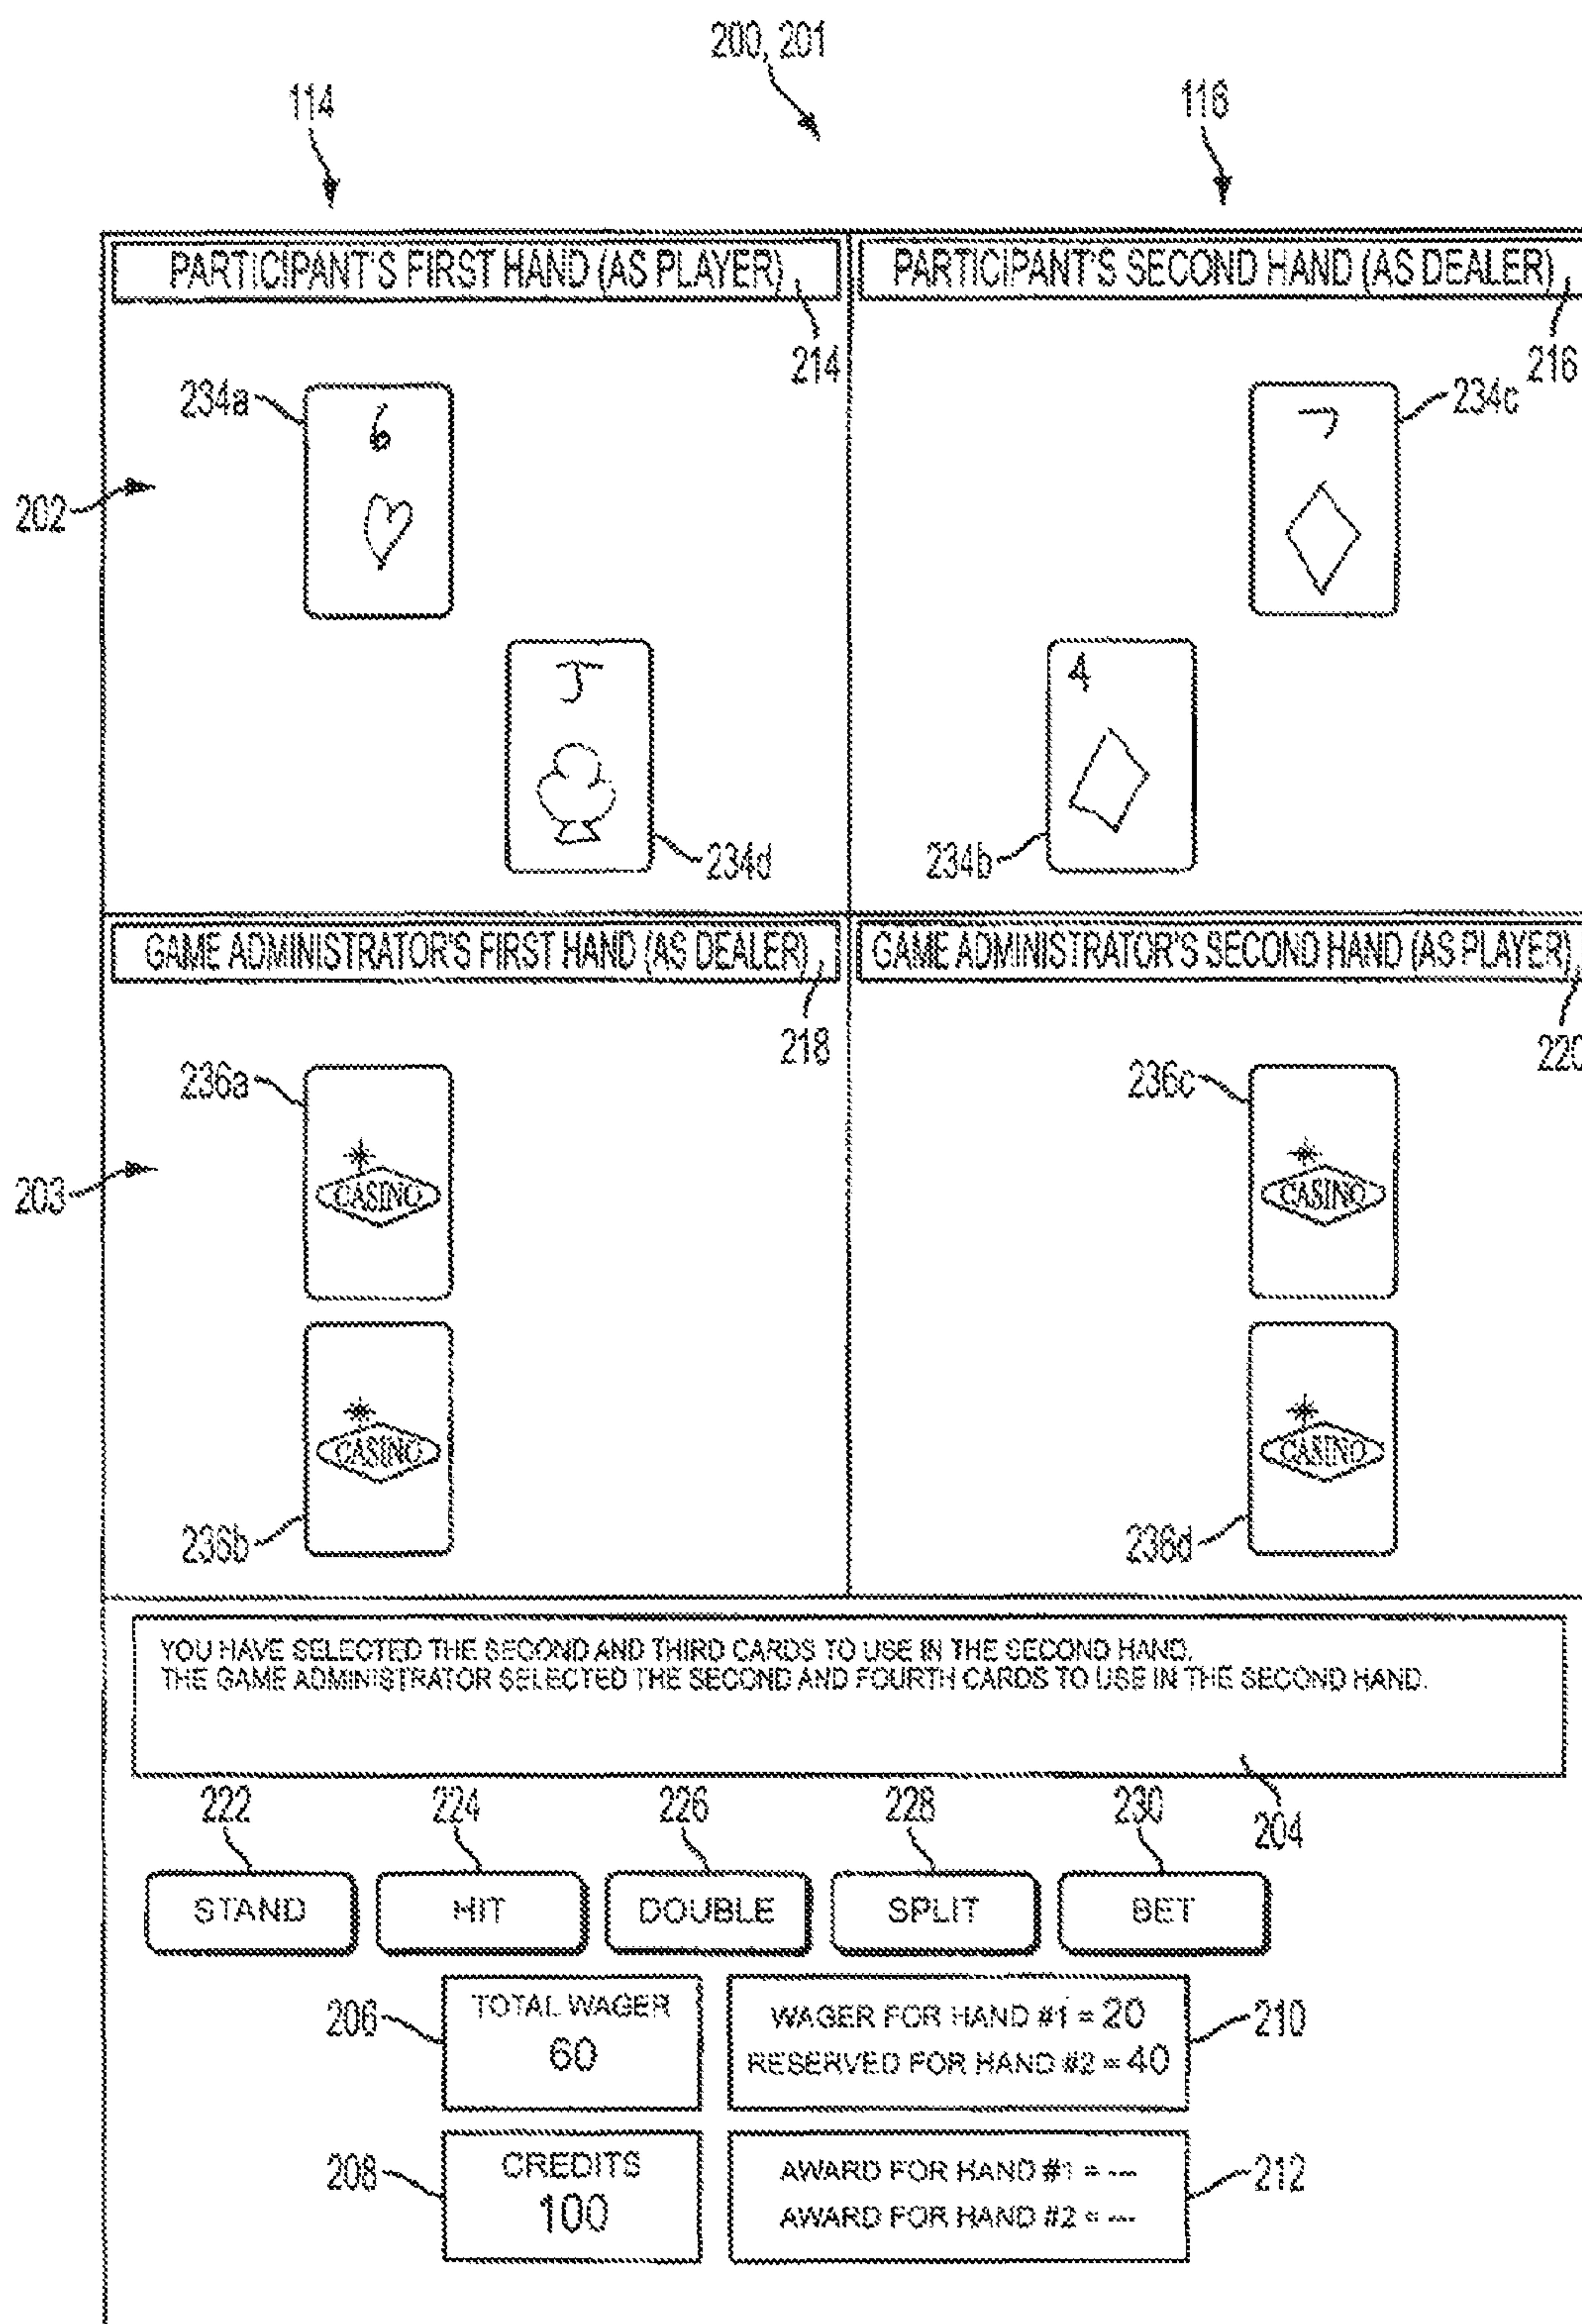 200, 201
114
116
PARTICIPANT'S FIRST HAND (AS PLAYER)
PARTICIPANT'S SECOND HAND (AS DEALER)
214
216
234a
6
7
234c
202
J
4
234d
234b
GAME ADMINISTRATOR'S FIRST HAND (AS DEALER)
GAME ADMINISTRATOR'S SECOND HAND (AS PLAYER)
218
220
236a
236c
CASINO
CASINO
203
CASINO
CASINO
236b
236d
YOU HAVE SELECTED THE SECOND AND THIRD CARDS TO USE IN THE SECOND HAND.
THE GAME ADMINISTRATOR SELECTED THE SECOND AND FOURTH CARDS TO USE IN THE SECOND HAND.
222
224
226
228
230
204
STAND
HIT
DOUBLE
SPLIT
BET
206
TOTAL WAGER
60
WAGER FOR HAND #1 = 20
RESERVED FOR HAND #2 = 40
210
208
CREDITS
100
AWARD FOR HAND #1 = ---
AWARD FOR HAND #2 = ---
212